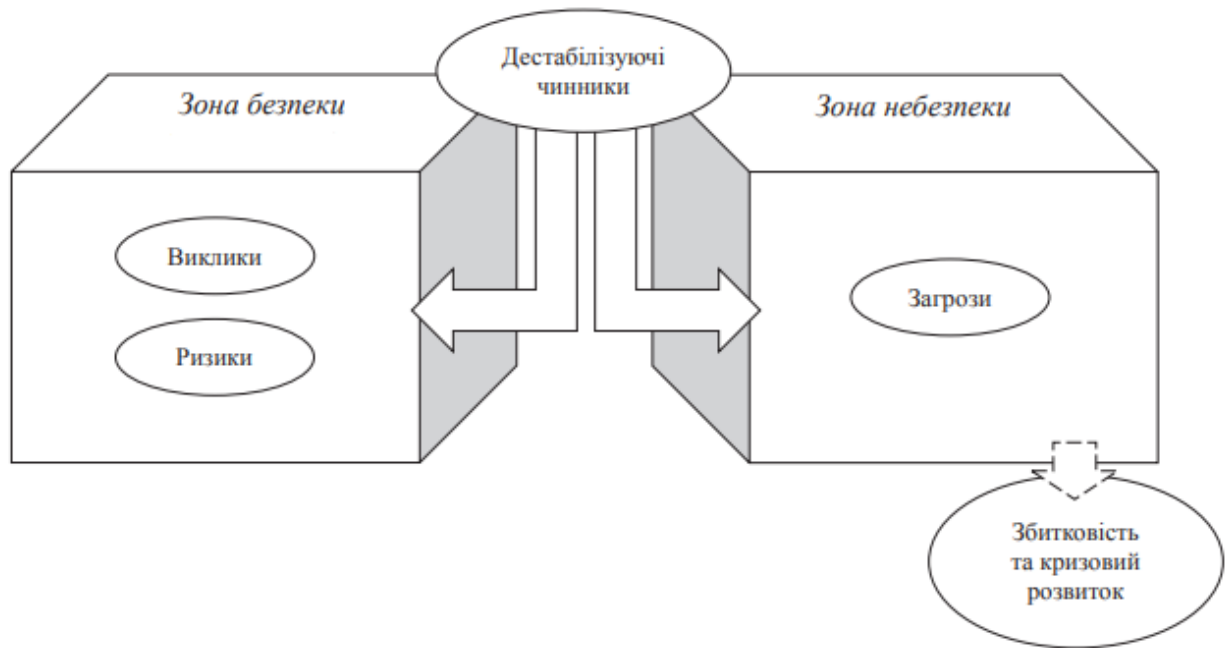 Дестабілізуючі
чинники
Зона безпеки
Зона небезпеки
Виклики
Ризики
Загрози
Збитковість
та кризовий
розвиток